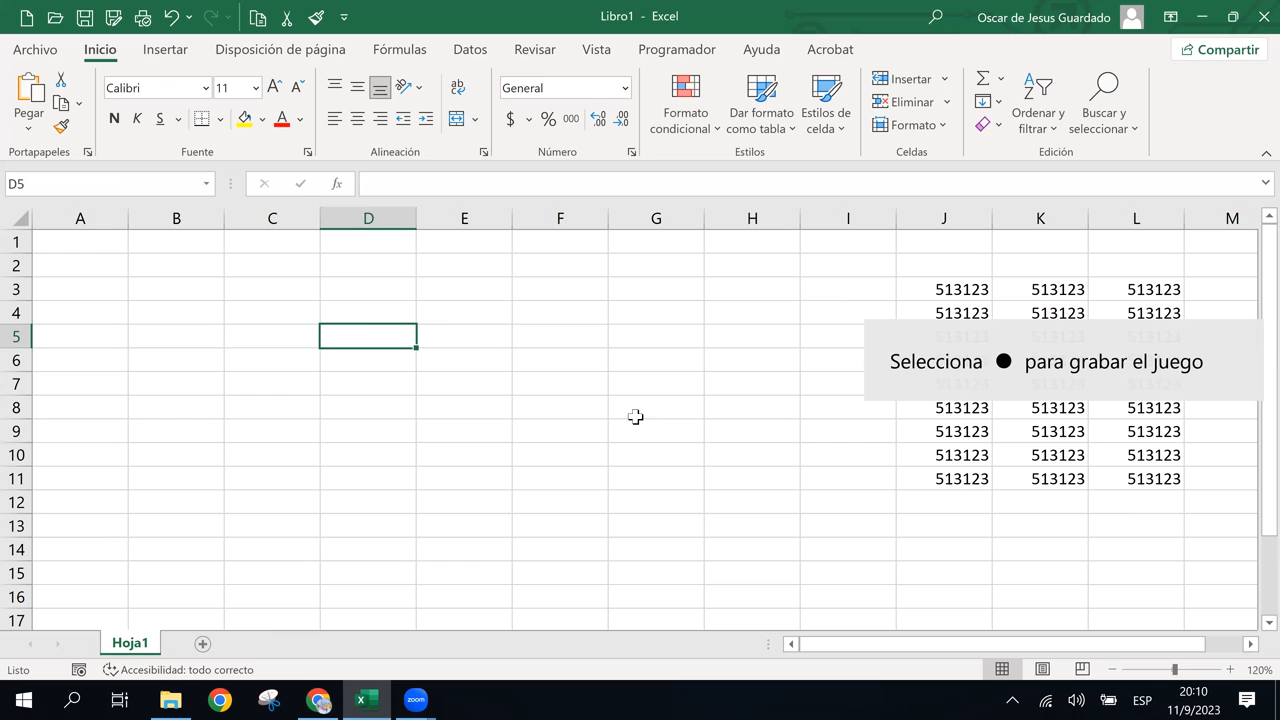 Libro1 - Excel
Oscar de Jesus Guardado
Archivo Inicio Insertar Disposición de página Fórmulas Datos Revisar Vista Programador Ayuda Acrobat Compartir
Pegar
Calibri 11
N K S
ab
General
$ % 000
Formato condicional
Dar formato como tabla
Estilos de celda
Insertar
Eliminar
Formato
Ordenar y filtrar
Buscar y seleccionar
Portapapeles Fuente Alineación Número Estilos Celdas Edición
D5 fx
A B C D E F G H I J K L M
1
2
3 513123 513123 513123
4 513123 513123 513123
5 513123 513123 513123
6
Selecciona ● para grabar el juego
7 513123 513123 513123
8 513123 513123 513123
9 513123 513123 513123
10 513123 513123 513123
11 513123 513123 513123
12
13
14
15
16
17
Hoja1
Listo Accesibilidad: todo correcto 120%
zoom
ESP
20:10
11/9/2023